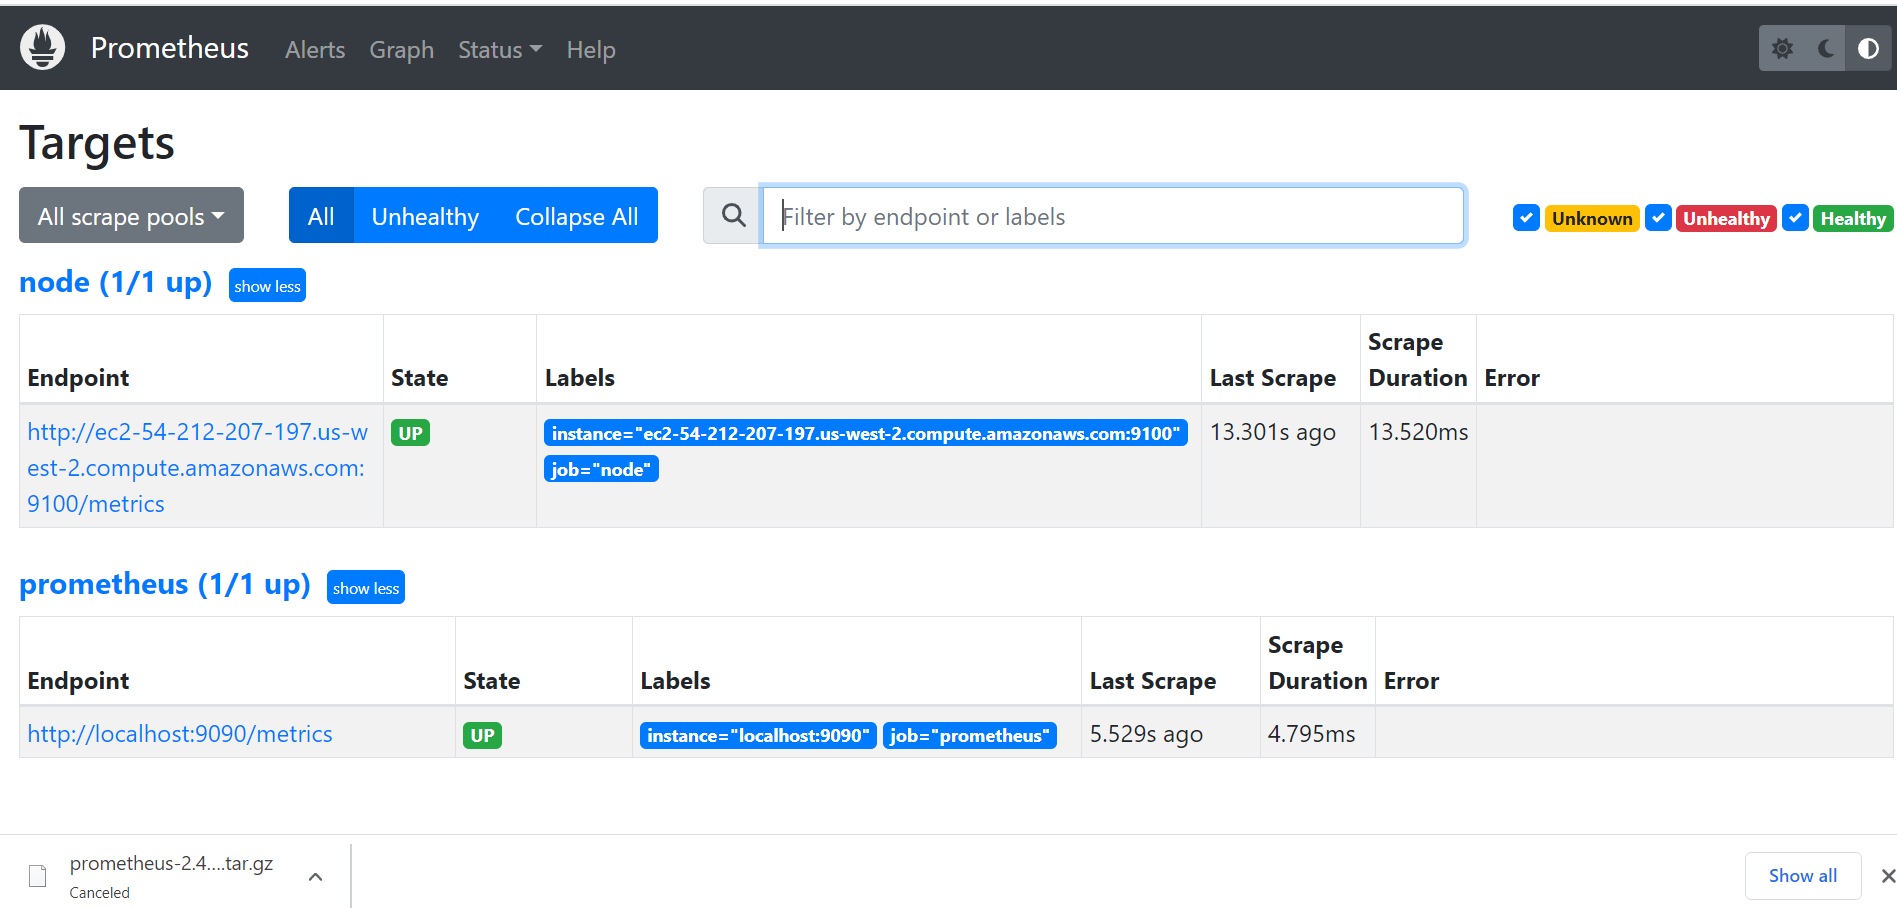 Prometheus Alerts Graph Status Help
Targets
All scrape pools All Unhealthy Collapse All Filter by endpoint or labels Unknown Unhealthy Healthy
node (1/1 up) show less
Endpoint State Labels Last Scrape Scrape Duration Error
http://ec2-54-212-207-197.us-w UP instance="ec2-54-212-207-197.us-west-2.compute.amazonaws.com:9100" 13.301s ago 13.520ms
est-2.compute.amazonaws.com: job="node"
9100/metrics
prometheus (1/1 up) show less
Endpoint State Labels Last Scrape Scrape Duration Error
http://localhost:9090/metrics UP instance="localhost:9090" job="prometheus" 5.529s ago 4.795ms
prometheus-2.4....tar.gz
Canceled
Show all